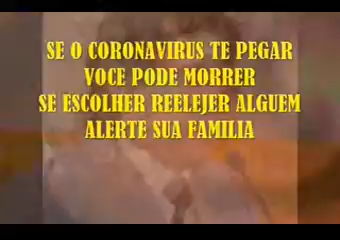 SE O CORONAVIRUS TE PEGAR
VOCE PODE MORRER
SE ESCOLHER REELEJER ALGUEM
ALERTE SUA FAMILIA